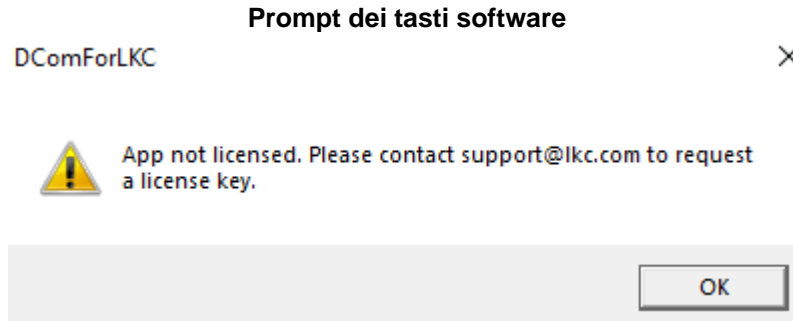 Prompt dei tasti software
DComForLKC
App not licensed. Please contact support@lkc.com to request
a license key.
OK